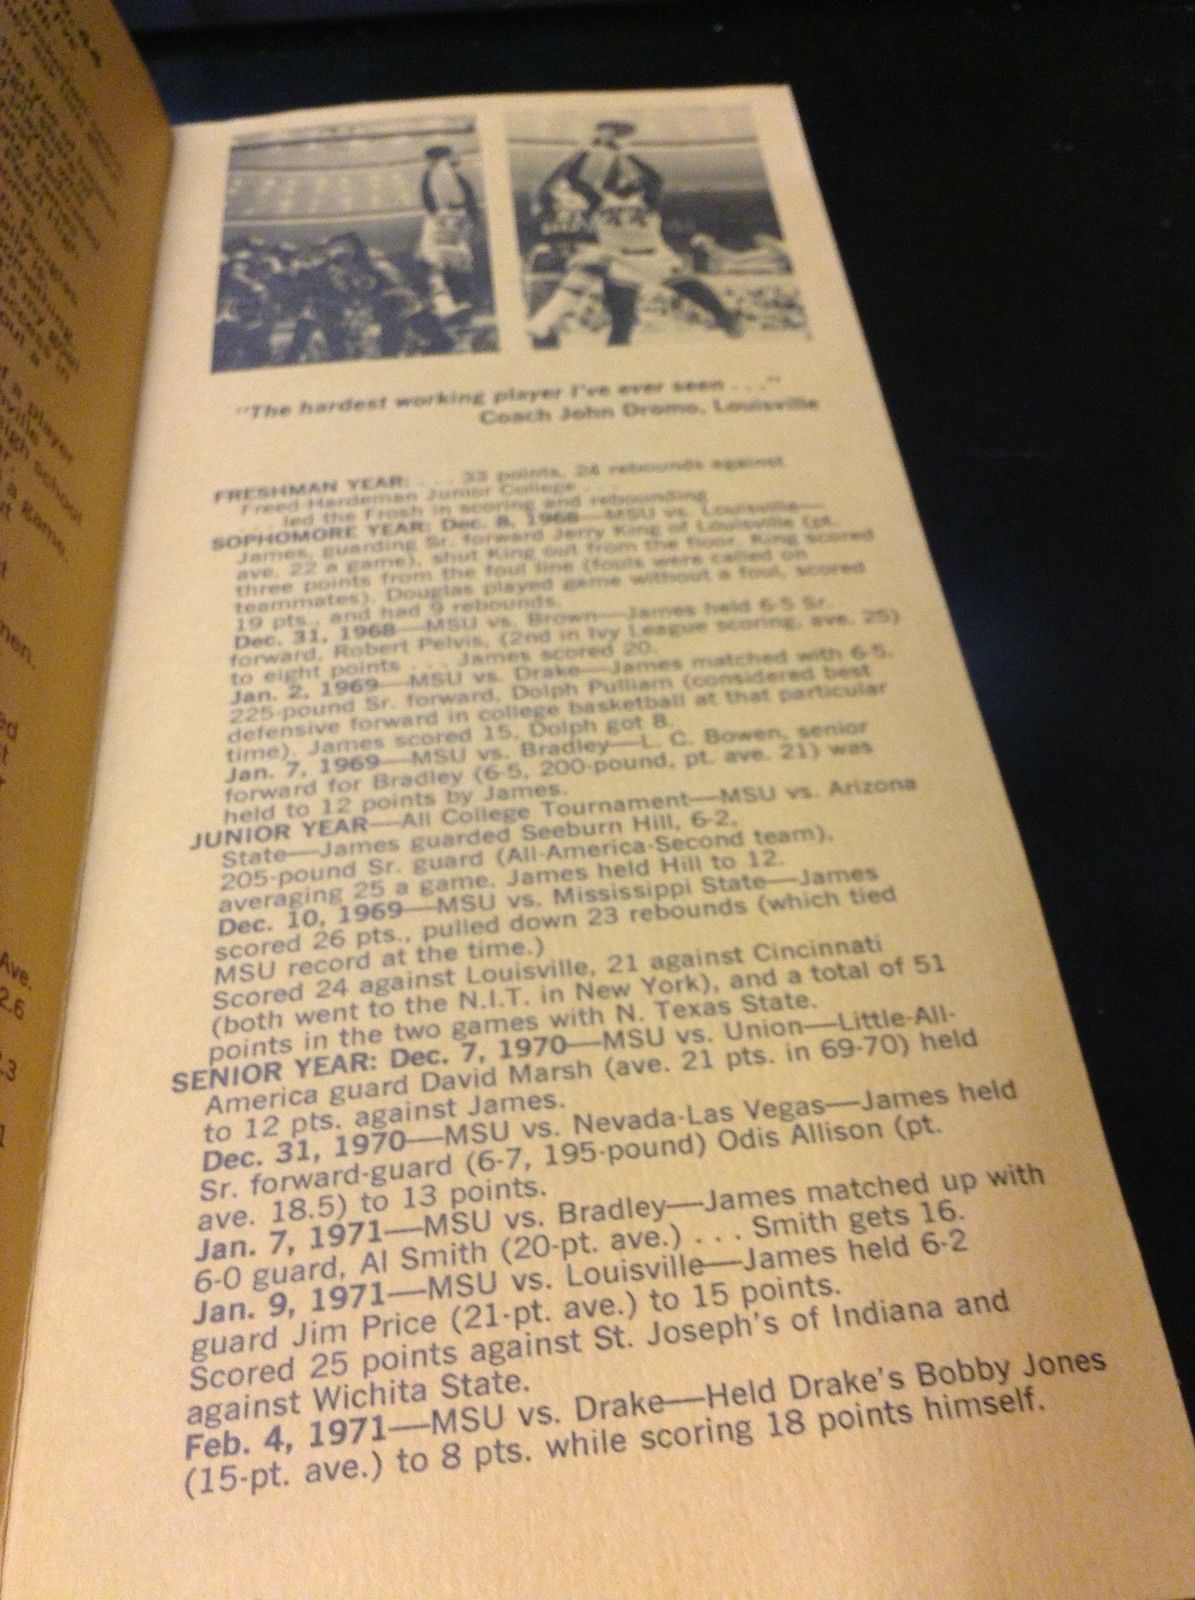 "The hardest working player I've ever seen . . ."
Coach John Dromo, Louisville
FRESHMAN YEAR: . . . 33 points, 24 rebounds against
Freed-Hardeman Junior College . . .
. . . led the Frosh in scoring and rebounding
SOPHOMORE YEAR: Dec. 8, 1968—MSU vs. Louisville—
James, guarding Sr. forward Jerry King of Louisville (pt.
ave. 22 a game), shut King out from the floor. King scored
three points from the foul line (fouls were called on
teammates). Douglas played game without a foul, scored
19 pts., and had 9 rebounds.
Dec. 31, 1968—MSU vs. Brown—James held 6-5 Sr.
forward, Robert Pelvis, (2nd in Ivy League scoring, ave. 25)
to eight points . . . James scored 20.
Jan. 2, 1969—MSU vs. Drake—James matched with 6-5,
225-pound Sr. forward, Dolph Pulliam (considered best
defensive forward in college basketball at that particular
time). James scored 15, Dolph got 8.
Jan. 7, 1969—MSU vs. Bradley—L. C. Bowen, senior
forward for Bradley (6-5, 200-pound, pt. ave. 21) was
held to 12 points by James.
JUNIOR YEAR—All College Tournament—MSU vs. Arizona
State—James guarded Seeburn Hill, 6-2,
205-pound Sr. guard (All-America-Second team),
averaging 25 a game. James held Hill to 12.
Dec. 10, 1969—MSU vs. Mississippi State—James
scored 26 pts., pulled down 23 rebounds (which tied
MSU record at the time.)
Scored 24 against Louisville, 21 against Cincinnati
(both went to the N.I.T. in New York), and a total of 51
points in the two games with N. Texas State.
SENIOR YEAR: Dec. 7, 1970—MSU vs. Union—Little-All-
America guard David Marsh (ave. 21 pts. in 69-70) held
to 12 pts. against James.
Dec. 31, 1970—MSU vs. Nevada-Las Vegas—James held
Sr. forward-guard (6-7, 195-pound) Odis Allison (pt.
ave. 18.5) to 13 points.
Jan. 7, 1971—MSU vs. Bradley—James matched up with
6-0 guard, Al Smith (20-pt. ave.) . . . Smith gets 16.
Jan. 9, 1971—MSU vs. Louisville—James held 6-2
guard Jim Price (21-pt. ave.) to 15 points.
Scored 25 points against St. Joseph's of Indiana and
against Wichita State.
Feb. 4, 1971—MSU vs. Drake—Held Drake's Bobby Jones
(15-pt. ave.) to 8 pts. while scoring 18 points himself.